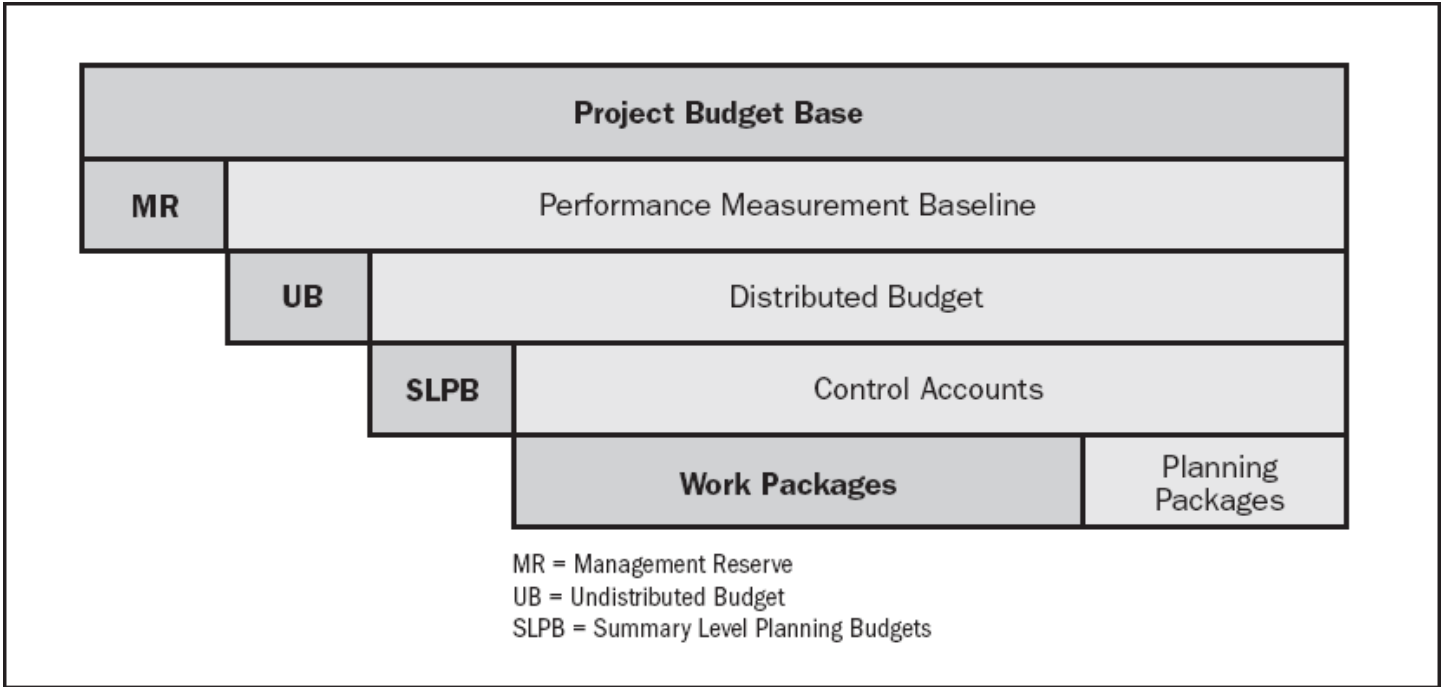 Project Budget Base
MR
Performance Measurement Baseline
UB
Distributed Budget
SLPB
Control Accounts
Work Packages
Planning
Packages
MR = Management Reserve
UB = Undistributed Budget
SLPB = Summary Level Planning Budgets